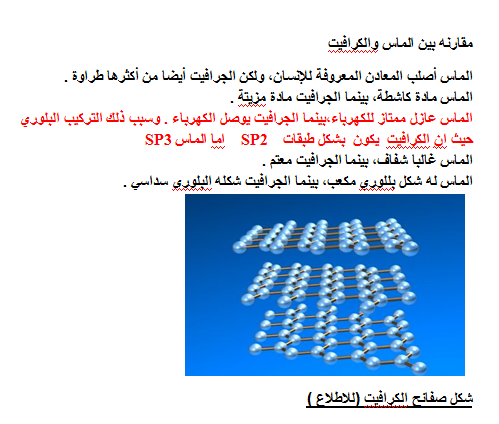 مقارنه بين الماس والكرافيت
الماس أصلب المعادن المعروفة للإنسان، ولكن الجرافيت أيضا من أكثرها طراوة .
الماس مادة كاشطة، بينما الجرافيت مادة مزيتة .
الماس عازل ممتاز للكهرباء،بينما الجرافيت يوصل الكهرباء . وسبب ذلك التركيب البلوري
حيث إن الكرافيت يكون بشكل طبقات SP2 اما الماس SP3
الماس غالبا شفاف، بينما الجرافيت معتم .
الماس له شكل بللوري مكعب، بينما الجرافيت شكله البلوري سداسي .
شكل صفائح الكرافيت (للاطلاع )